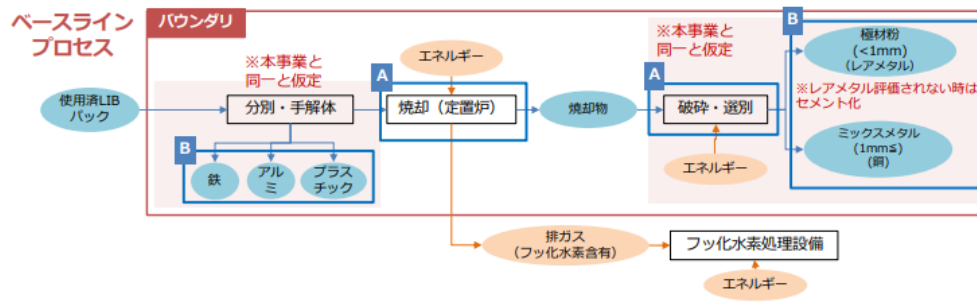 ベースライン
プロセス
バウンダリ
※本事業と
同一と仮定
エネルギー
※本事業と
同一と仮定
B
極材粉
(<1mm)
(レアメタル)
A
A
使用済LIB
パック
分別・手解体
焼却（定置炉）
焼却物
破砕・選別
※レアメタル評価されない時は
セメント化
B
鉄
アル
ミ
プラス
チック
エネルギー
ミックスメタル
(1mm≦)
(銅)
排ガス
(フッ化水素含有)
フッ化水素処理設備
エネルギー